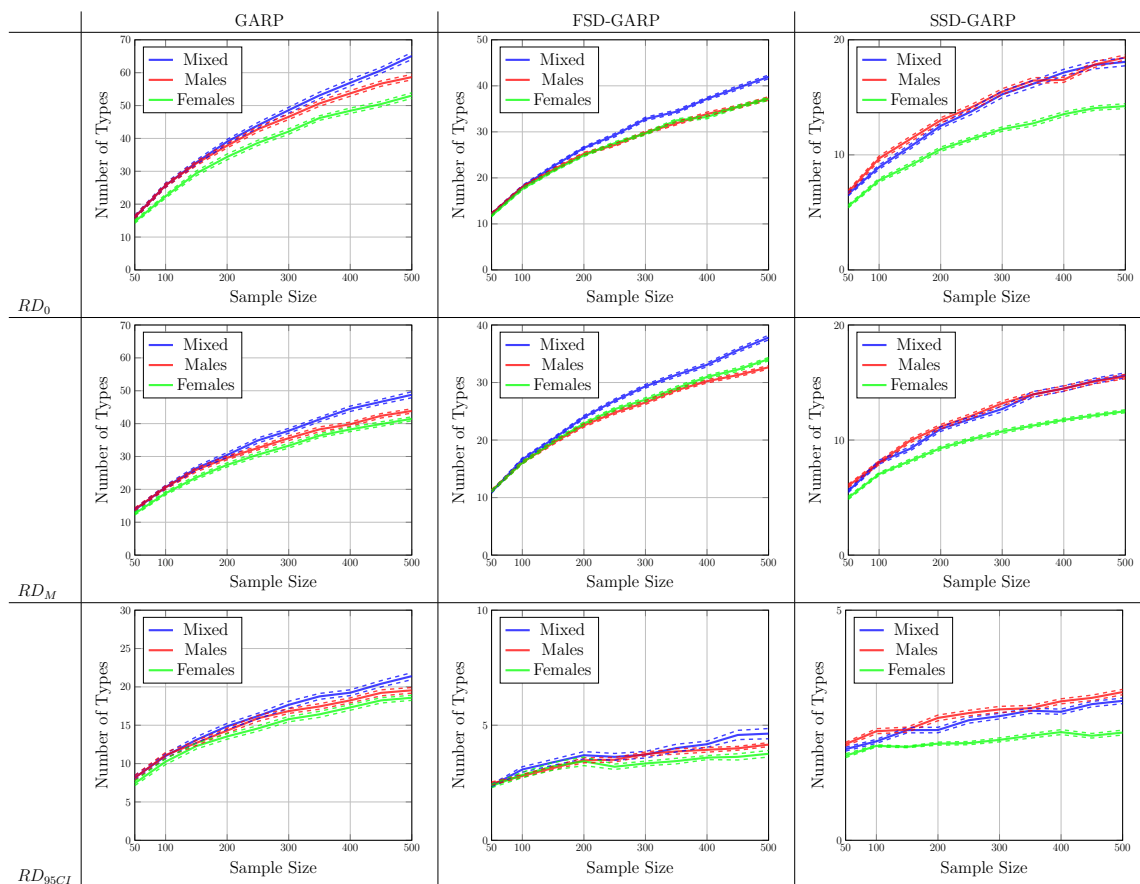 GARP FSD-GARP SSD-GARP
70 60 50 40 30 20 10 0
Number of Types
Mixed
Males
Females
50 100 200 300 400 500
Sample Size
50 40 30 20 10 0
Number of Types
Mixed
Males
Females
50 100 200 300 400 500
Sample Size
20 10 0
Number of Types
Mixed
Males
Females
50 100 200 300 400 500
Sample Size
RD0
70 60 50 40 30 20 10 0
Number of Types
Mixed
Males
Females
50 100 200 300 400 500
Sample Size
40 30 20 10 0
Number of Types
Mixed
Males
Females
50 100 200 300 400 500
Sample Size
20 10 0
Number of Types
Mixed
Males
Females
50 100 200 300 400 500
Sample Size
RDM
30 25 20 15 10 5 0
Number of Types
Mixed
Males
Females
50 100 200 300 400 500
Sample Size
10 5 0
Number of Types
Mixed
Males
Females
50 100 200 300 400 500
Sample Size
5 0
Number of Types
Mixed
Males
Females
50 100 200 300 400 500
Sample Size
RD95CI